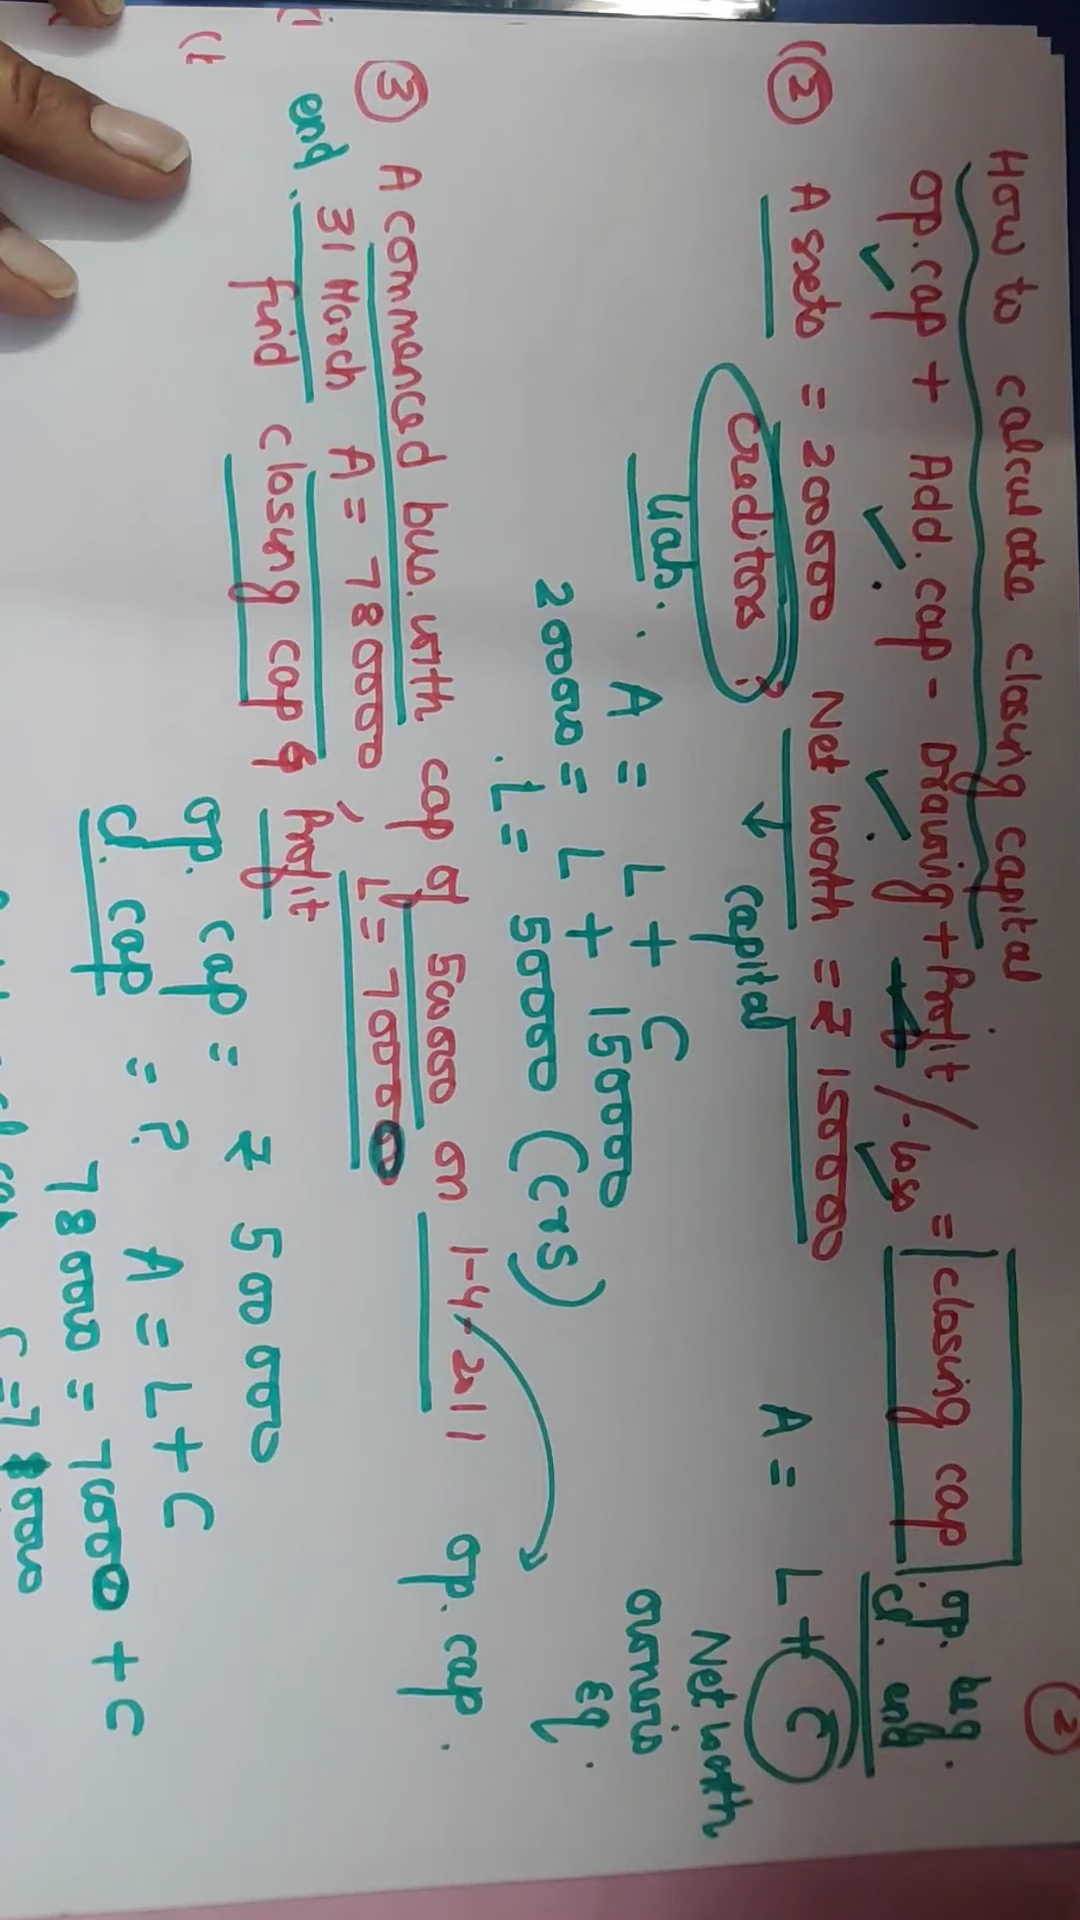 ②
How to calculate closing capital
op. cap + Add. cap - Drawing + Profit / - loss = closing cap
op. beg.
cl. end
(2) Assets = 200000 Net worth = ₹ 150000
A = L + C
creditors ?
↓ capital
Net worth
Liab.
A = L + C
owners
Eq.
200000 = L + 150000
L = 50000 (crs)
③ A commenced bus. with cap of 500000 on 1-4-2011
op. cap.
end. 31 March A = 780000, L = 70000
find closing cap & Profit
op. cap = ₹ 500000
cl. cap = ?
A = L + C
78000 = 70000 + C